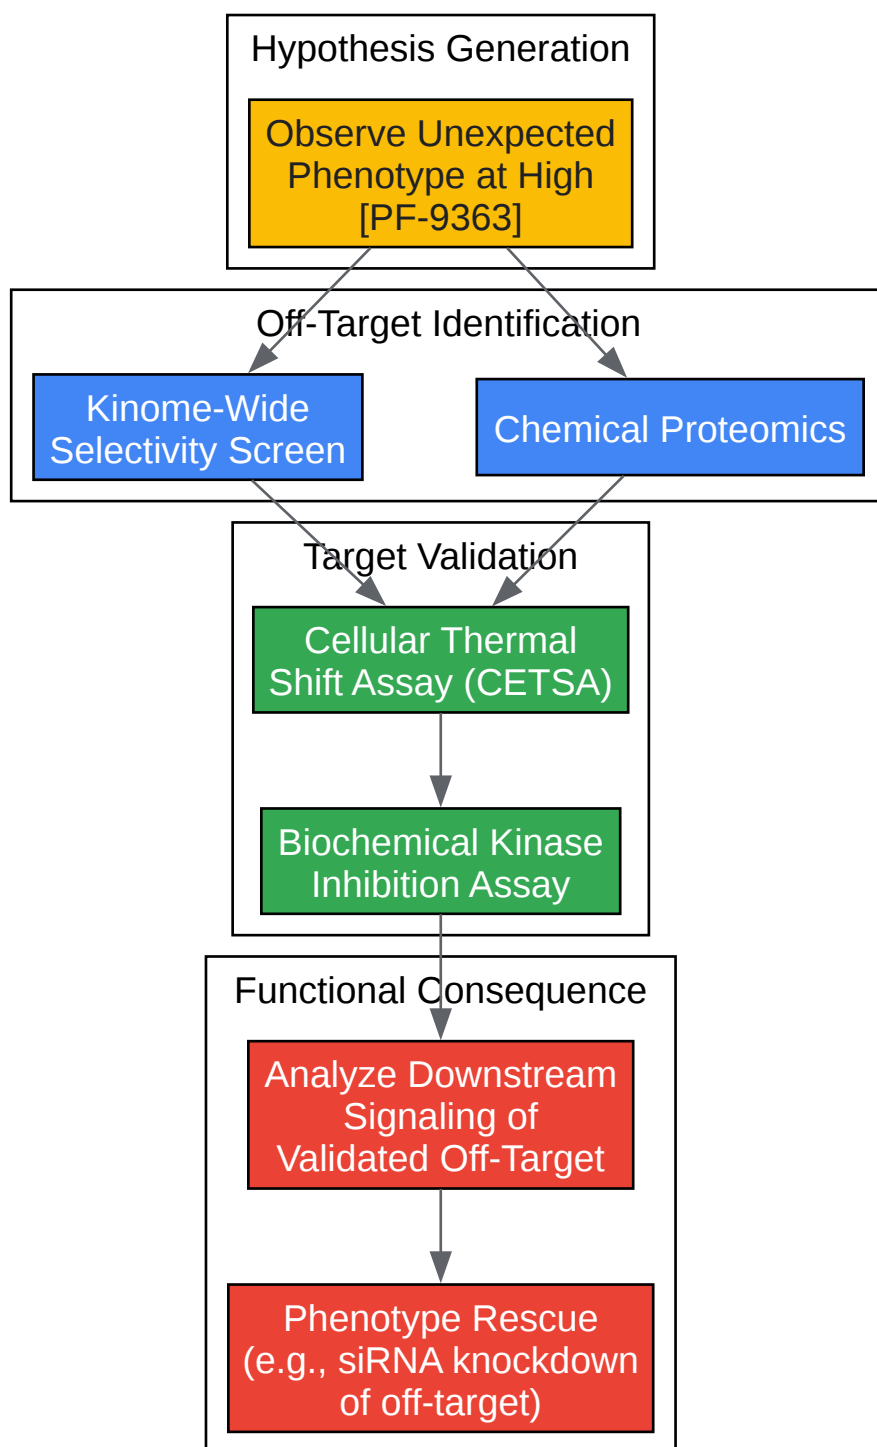 Hypothesis Generation
Observe Unexpected
Phenotype at High
[PF-9363]
Off-Target Identification
Kinome-Wide
Selectivity Screen
Chemical Proteomics
Target Validation
Cellular Thermal
Shift Assay (CETSA)
Biochemical Kinase
Inhibition Assay
Functional Consequence
Analyze Downstream
Signaling of
Validated Off-Target
Phenotype Rescue
(e.g., siRNA knockdown
of off-target)